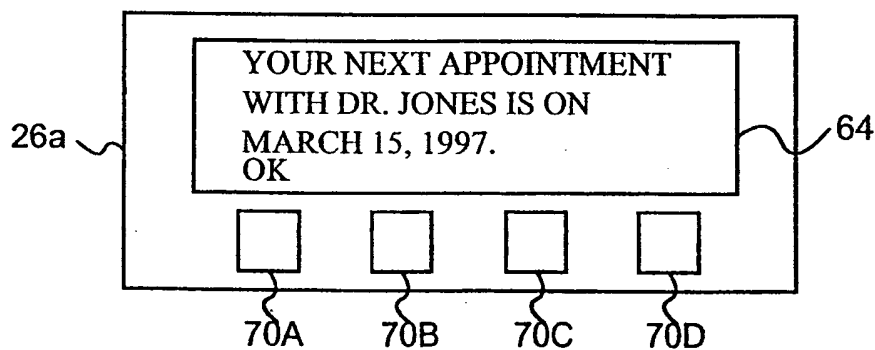 YOUR NEXT APPOINTMENT
WITH DR. JONES IS ON
MARCH 15, 1997.
OK
26a
64
70A 70B 70C 70D